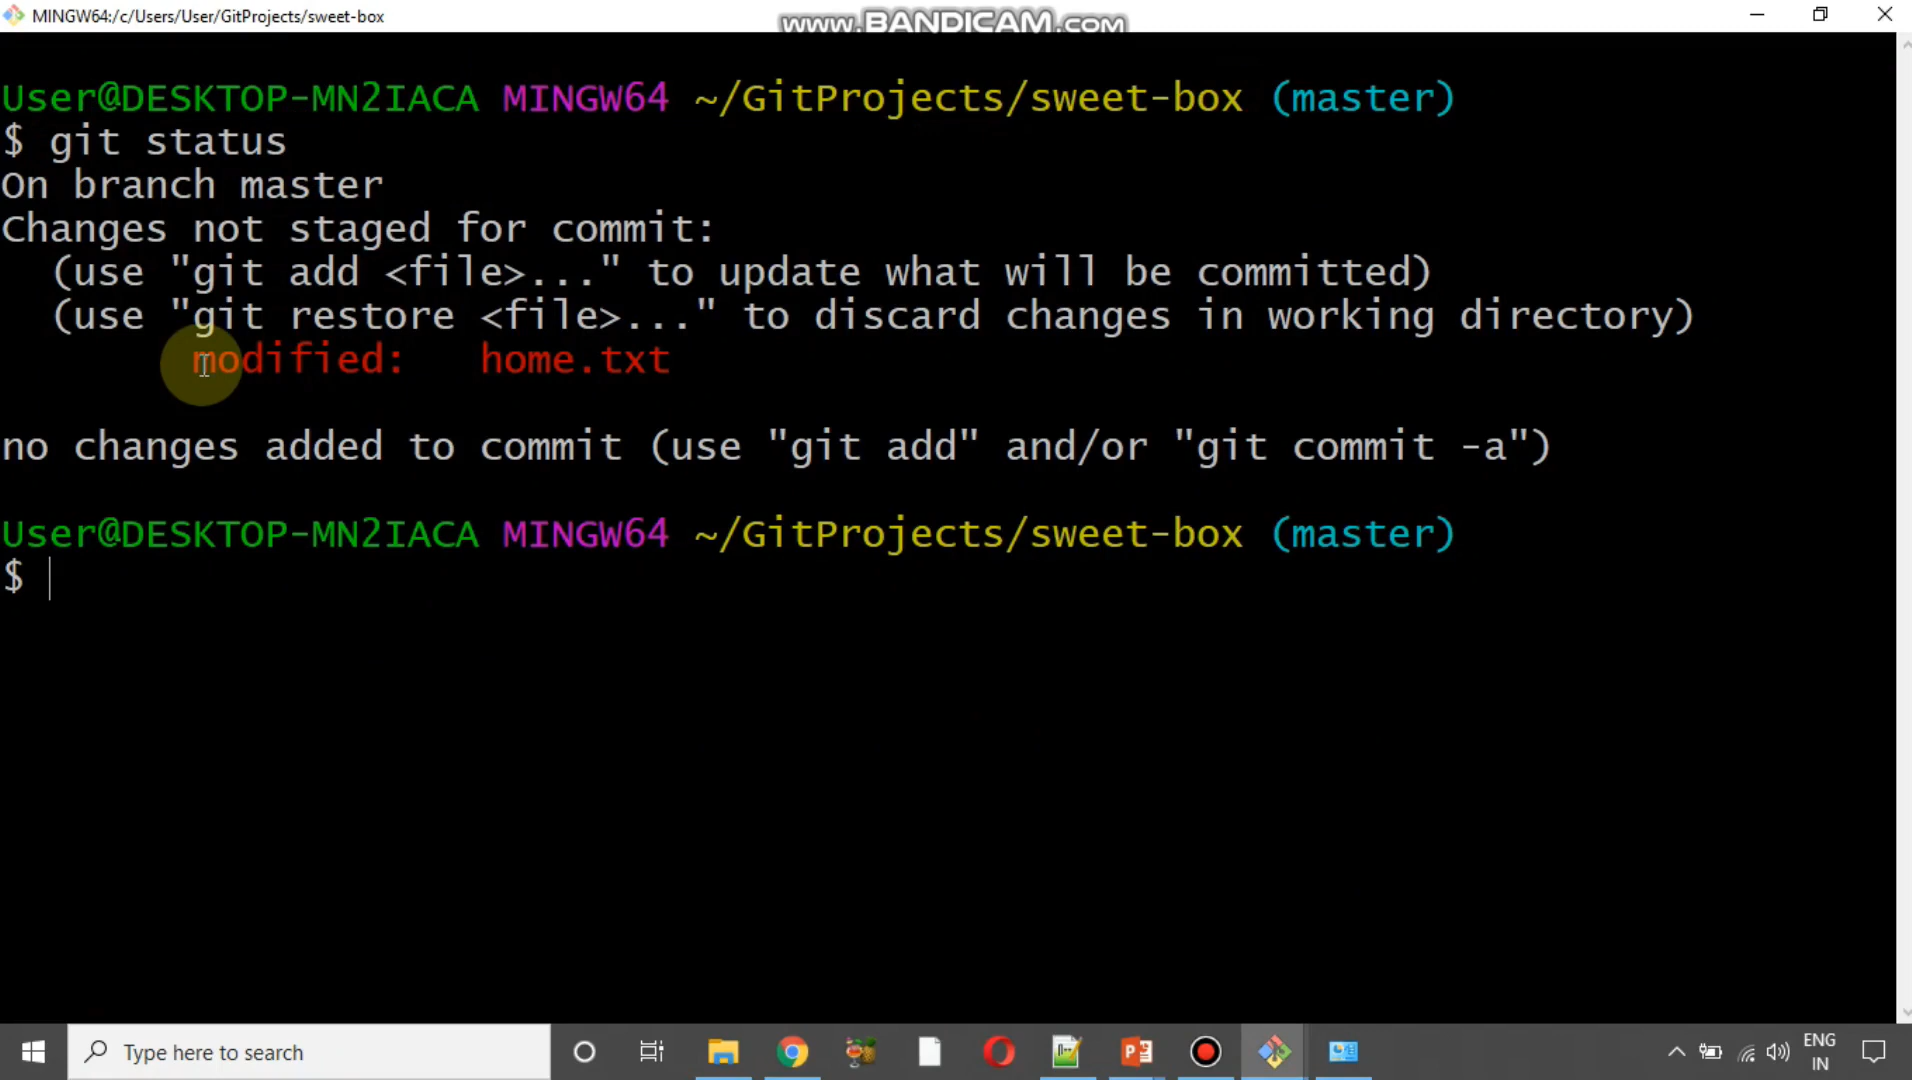 MINGW64:/c/Users/User/GitProjects/sweet-box
www.BANDICAM.com
User@DESKTOP-MN2IACA MINGW64 ~/GitProjects/sweet-box (master)
$ git status
On branch master
Changes not staged for commit:
  (use "git add <file>..." to update what will be committed)
  (use "git restore <file>..." to discard changes in working directory)
        modified:   home.txt
no changes added to commit (use "git add" and/or "git commit -a")
User@DESKTOP-MN2IACA MINGW64 ~/GitProjects/sweet-box (master)
$
Type here to search
ENG
IN